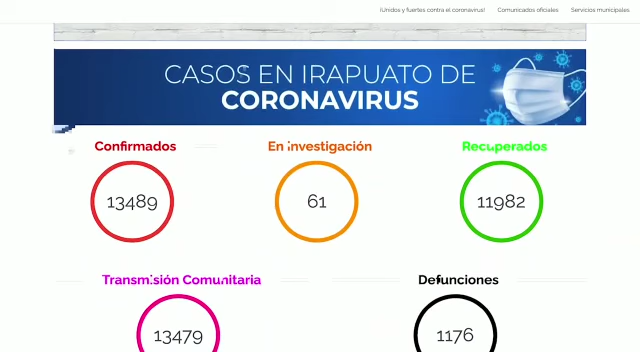 ¡Unidos y fuertes contra el coronavirus! Comunicados oficiales Servicios municipales
CASOS EN IRAPUATO DE
CORONAVIRUS
Confirmados En investigación Recuperados
13489 61 11982
Transmisión Comunitaria Defunciones
13479 1176